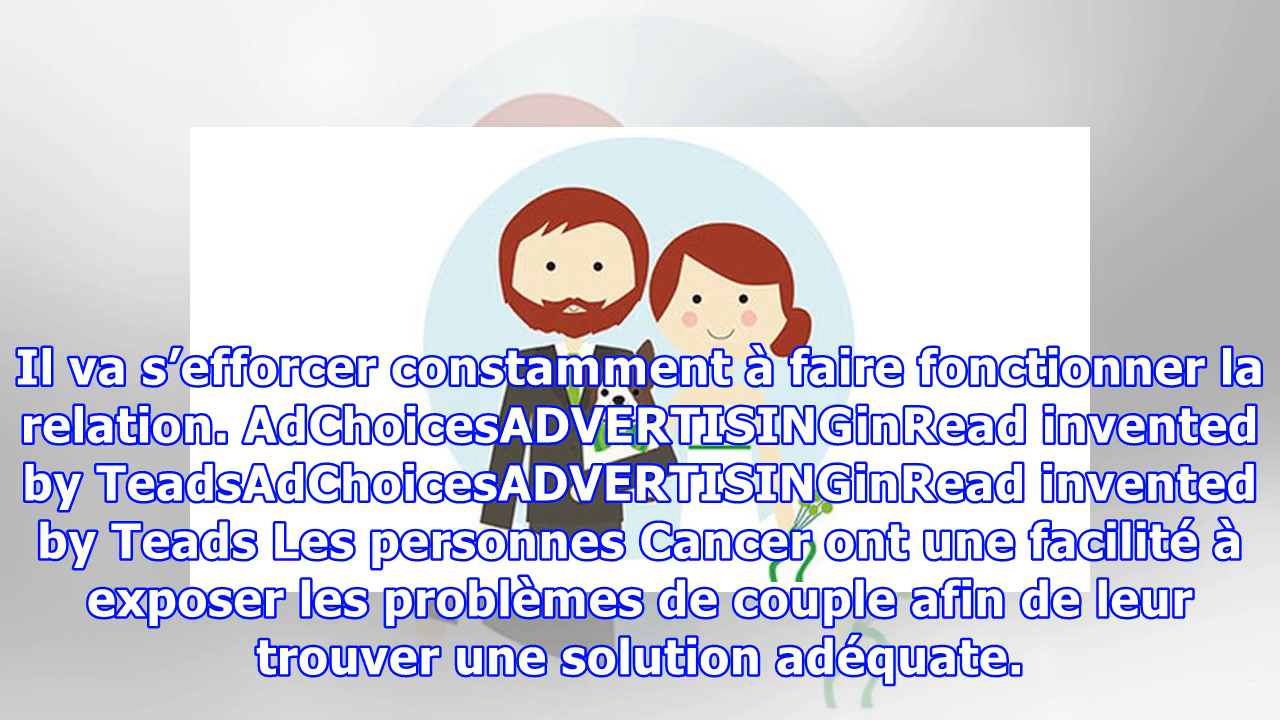 Il va s’efforcer constamment à faire fonctionner la
relation. AdChoicesADVERTISINGinRead invented
by TeadsAdChoicesADVERTISINGinRead invented
by Teads Les personnes Cancer ont une facilité à
exposer les problèmes de couple afin de leur
trouver une solution adéquate.